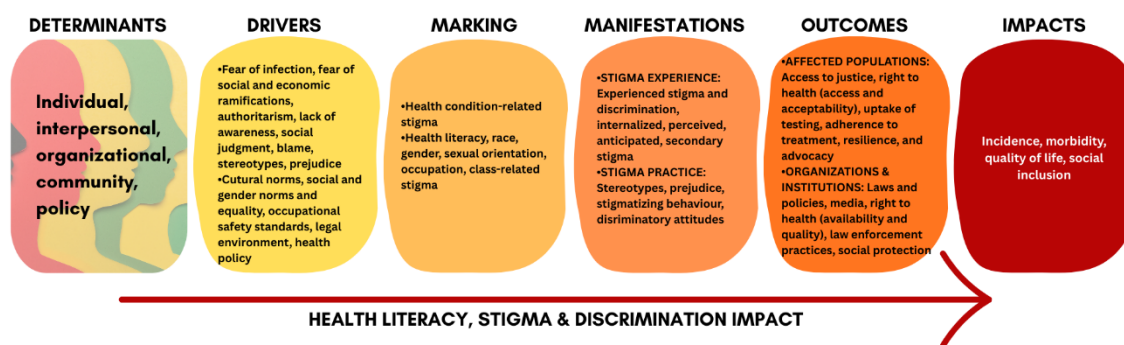 DETERMINANTS
Individual,
interpersonal,
organizational,
community,
policy
DRIVERS
•Fear of infection, fear of
social and economic
ramifications,
authoritarism, lack of
awareness, social
judgment, blame,
stereotypes, prejudice
•Cutural norms, social and
gender norms and
equality, occupational
safety standards, legal
environment, health
policy
MARKING
•Health condition-related
stigma
•Health literacy, race,
gender, sexual orientation,
occupation, class-related
stigma
MANIFESTATIONS
•STIGMA EXPERIENCE:
Experienced stigma and
discrimination,
internalized, perceived,
anticipated, secondary
stigma
•STIGMA PRACTICE:
Stereotypes, prejudice,
stigmatizing behaviour,
disriminatory attitudes
OUTCOMES
•AFFECTED POPULATIONS:
Access to justice, right to
health (access and
acceptability), uptake of
testing, adherence to
treatment, resilience, and
advocacy
•ORGANIZATIONS &
INSTITUTIONS: Laws and
policies, media, right to
health (availability and
quality), law enforcement
practices, social protection
IMPACTS
Incidence, morbidity,
quality of life, social
inclusion
HEALTH LITERACY, STIGMA & DISCRIMINATION IMPACT